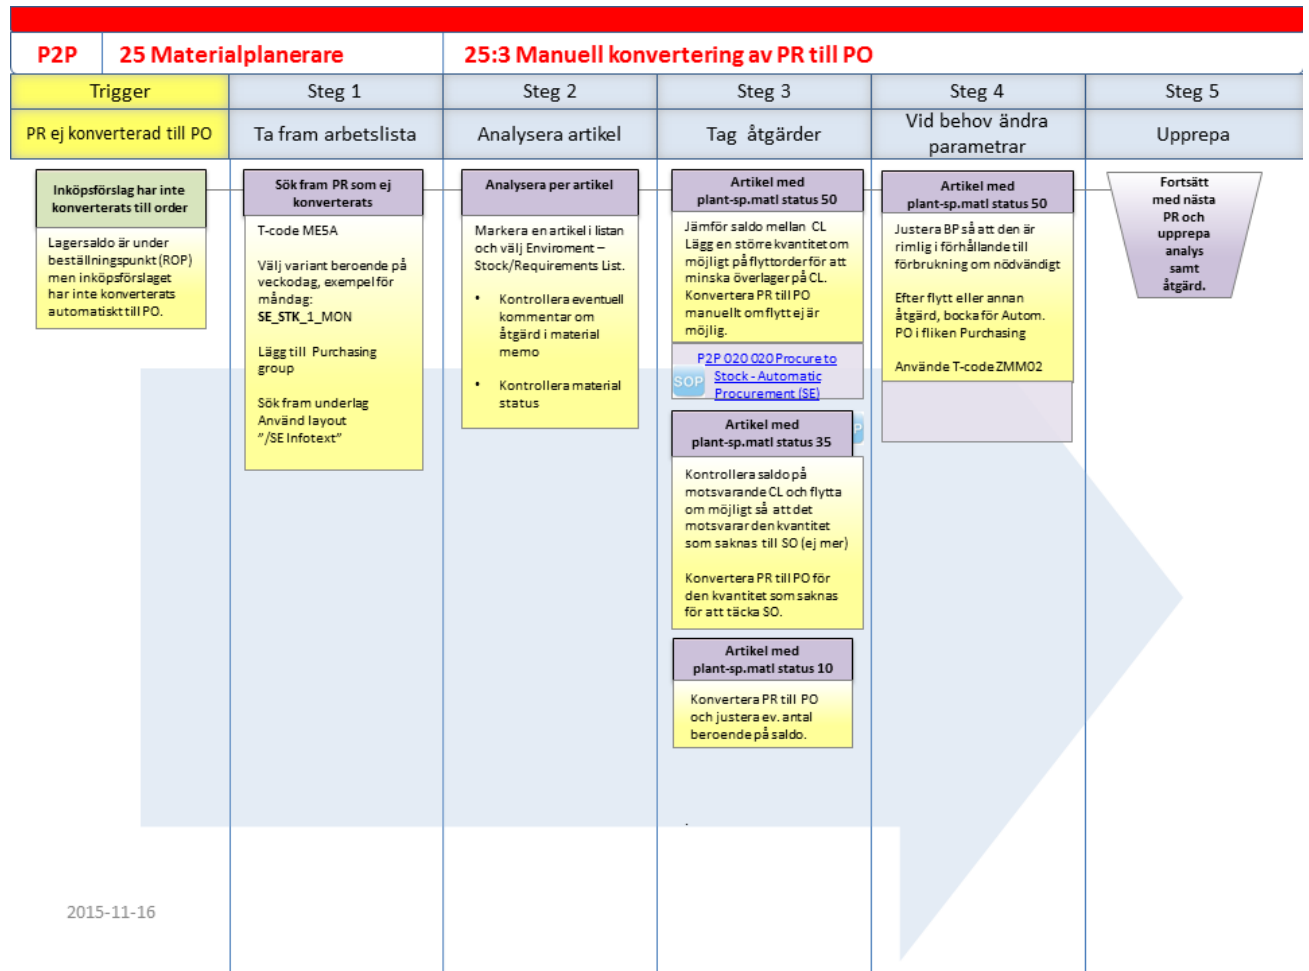 P2P
25 Materialplanerare
25:3 Manuell konvertering av PR till PO
Trigger
Steg 1
Steg 2
Steg 3
Steg 4
Steg 5
PR ej konverterad till PO
Ta fram arbetslista
Analysera artikel
Tag åtgärder
Vid behov ändra
parametrar
Upprepa
Inköpsförslag har inte
konverterats till order
Lagersaldo är under
beställningspunkt (ROP)
men inköpsförslaget
har inte konverterats
automatiskt till PO.
Sök fram PR som ej
konverterats
T-code ME5A
Välj variant beroende på
veckodag, exempel för
måndag:
SE_STK_1_MON
Lägg till Purchasing
group
Sök fram underlag
Använd layout
"/SE Infotext"
Analysera per artikel
Markera en artikel i listan
och välj Enviroment –
Stock/Requirements List.
• Kontrollera eventuell
kommentar om
åtgärd i material
memo
• Kontrollera material
status
Artikel med
plant-sp.matl status 50
Jämför saldo mellan CL
Lägg en större kvantitet om
möjligt på flyttorder för att
minska överlager på CL.
Konvertera PR till PO
manuellt om flytt ej är
möjlig.
P2P 020 020 Procure to
Stock - Automatic
Procurement (SE)
SOP
Artikel med
plant-sp.matl status 35
P
Kontrollera saldo på
motsvarande CL och flytta
om möjligt så att det
motsvarar den kvantitet
som saknas till SO (ej mer)
Konvertera PR till PO för
den kvantitet som saknas
för att täcka SO.
Artikel med
plant-sp.matl status 10
Konvertera PR till PO
och justera ev. antal
beroende på saldo.
.
Artikel med
plant-sp.matl status 50
Justera BP så att den är
rimlig i förhållande till
förbrukning om nödvändigt
Efter flytt eller annan
åtgärd, bocka för Autom.
PO i fliken Purchasing
Använde T-code ZMM02
Fortsätt
med nästa
PR och
upprepa
analys
samt
åtgärd.
2015-11-16